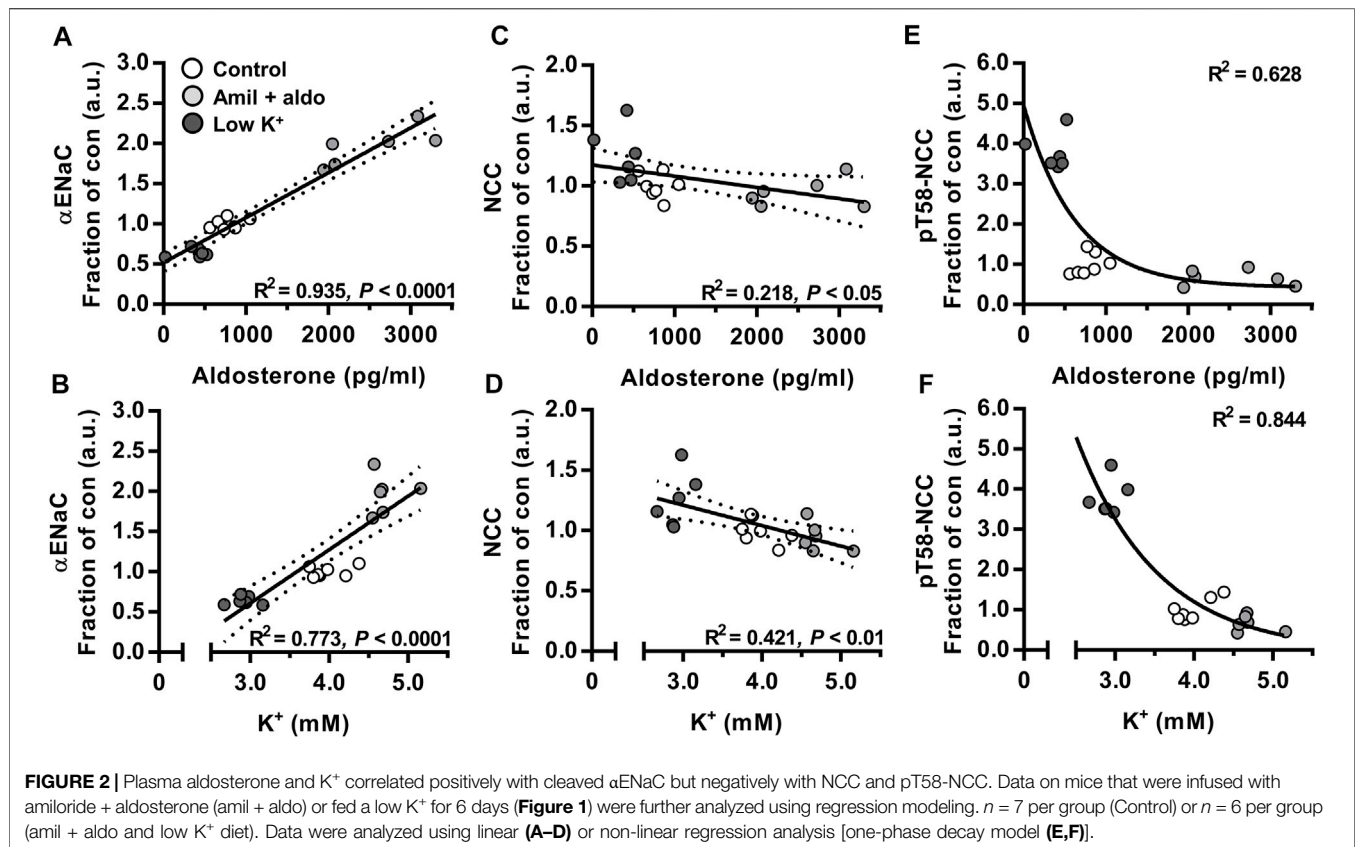 A
αENaC
Fraction of con (a.u.)
3.0
2.5
2.0
1.5
1.0
0.5
0.0
Control
Amil + aldo
Low K⁺
R² = 0.935, P < 0.0001
0 1000 2000 3000
Aldosterone (pg/ml)
C
NCC
Fraction of con (a.u.)
2.0
1.5
1.0
0.5
0.0
R² = 0.218, P < 0.05
0 1000 2000 3000
Aldosterone (pg/ml)
E
pT58-NCC
Fraction of con (a.u.)
6.0
5.0
4.0
3.0
2.0
1.0
0.0
R² = 0.628
0 1000 2000 3000
Aldosterone (pg/ml)
B
αENaC
Fraction of con (a.u.)
3.0
2.5
2.0
1.5
1.0
0.5
0.0
R² = 0.773, P < 0.0001
0 3.0 4.0 5.0
K⁺ (mM)
D
NCC
Fraction of con (a.u.)
2.0
1.5
1.0
0.5
0.0
R² = 0.421, P < 0.01
0 3.0 4.0 5.0
K⁺ (mM)
F
pT58-NCC
Fraction of con (a.u.)
6.0
5.0
4.0
3.0
2.0
1.0
0.0
R² = 0.844
0 3.0 4.0 5.0
K⁺ (mM)
FIGURE 2 | Plasma aldosterone and K⁺ correlated positively with cleaved αENaC but negatively with NCC and pT58-NCC. Data on mice that were infused with
amiloride + aldosterone (amil + aldo) or fed a low K⁺ for 6 days (Figure 1) were further analyzed using regression modeling. n = 7 per group (Control) or n = 6 per group
(amil + aldo and low K⁺ diet). Data were analyzed using linear (A–D) or non-linear regression analysis [one-phase decay model (E,F)].